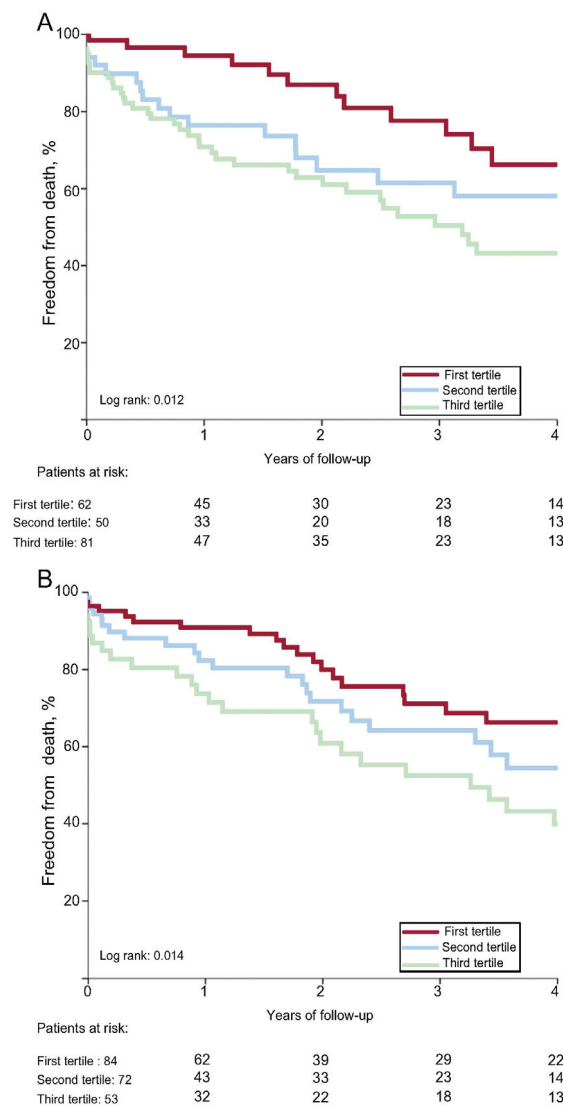 A
100
80
60
40
20
Freedom from death, %
First tertile
Second tertile
Third tertile
Log rank: 0.012
0 1 2 3 4
Years of follow-up
Patients at risk:
First tertile: 62 45 30 23 14
Second tertile: 50 33 20 18 13
Third tertile: 81 47 35 23 13
B
100
80
60
40
20
Freedom from death, %
First tertile
Second tertile
Third tertile
Log rank: 0.014
0 1 2 3 4
Years of follow-up
Patients at risk:
First tertile : 84 62 39 29 22
Second tertile: 72 43 33 23 14
Third tertile: 53 32 22 18 13